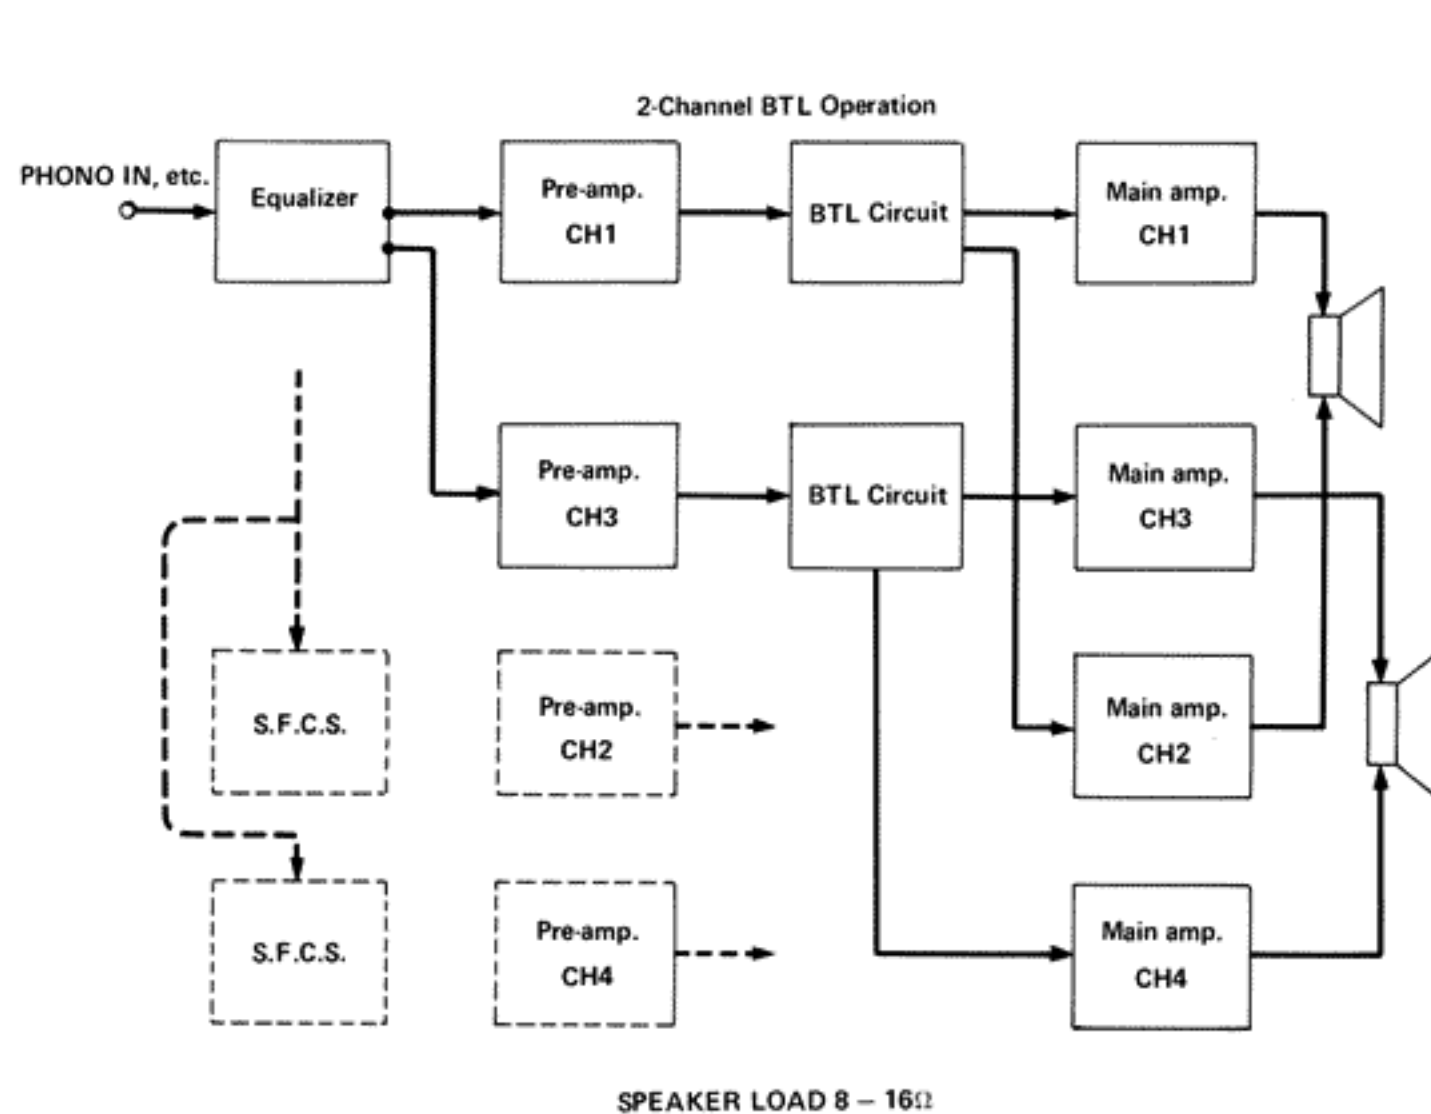 2-Channel BTL Operation
PHONO IN, etc.
Equalizer
Pre-amp.
CH1
BTL Circuit
Main amp.
CH1
Pre-amp.
CH3
BTL Circuit
Main amp.
CH3
S.F.C.S.
Pre-amp.
CH2
Main amp.
CH2
S.F.C.S.
Pre-amp.
CH4
Main amp.
CH4
SPEAKER LOAD 8 – 16Ω